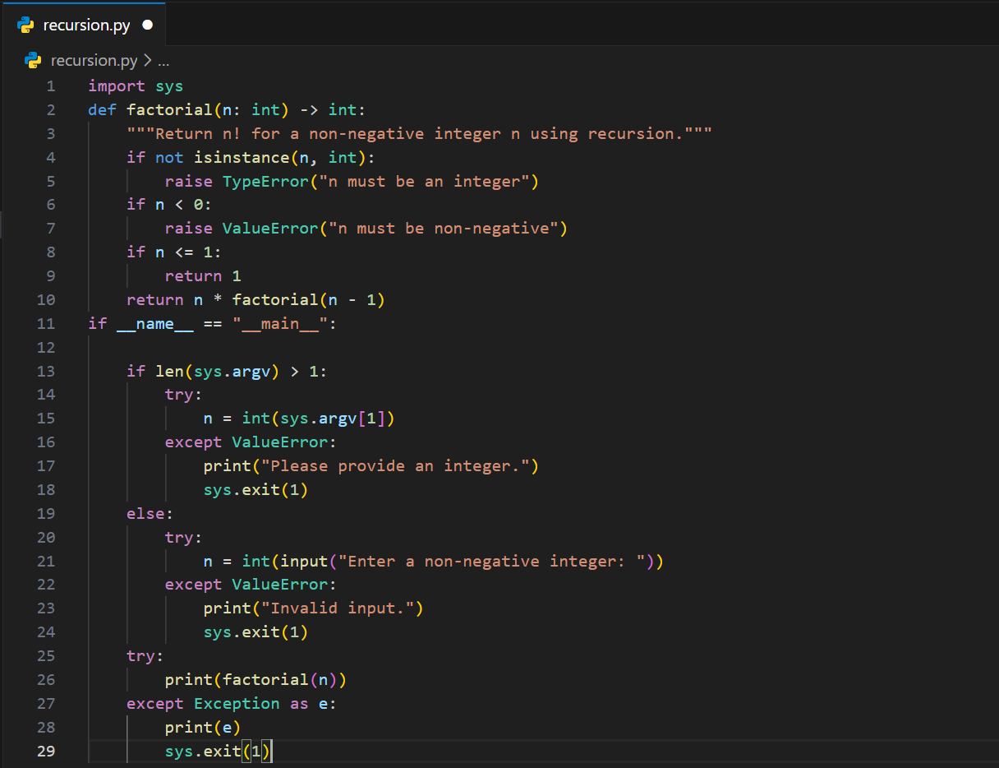 recursion.py
recursion.py > ...
1 import sys
2 def factorial(n: int) -> int:
3     """Return n! for a non-negative integer n using recursion."""
4     if not isinstance(n, int):
5         raise TypeError("n must be an integer")
6     if n < 0:
7         raise ValueError("n must be non-negative")
8     if n <= 1:
9         return 1
10     return n * factorial(n - 1)
11 if __name__ == "__main__":
12
13     if len(sys.argv) > 1:
14         try:
15             n = int(sys.argv[1])
16         except ValueError:
17             print("Please provide an integer.")
18             sys.exit(1)
19     else:
20         try:
21             n = int(input("Enter a non-negative integer: "))
22         except ValueError:
23             print("Invalid input.")
24             sys.exit(1)
25     try:
26         print(factorial(n))
27     except Exception as e:
28         print(e)
29         sys.exit(1)